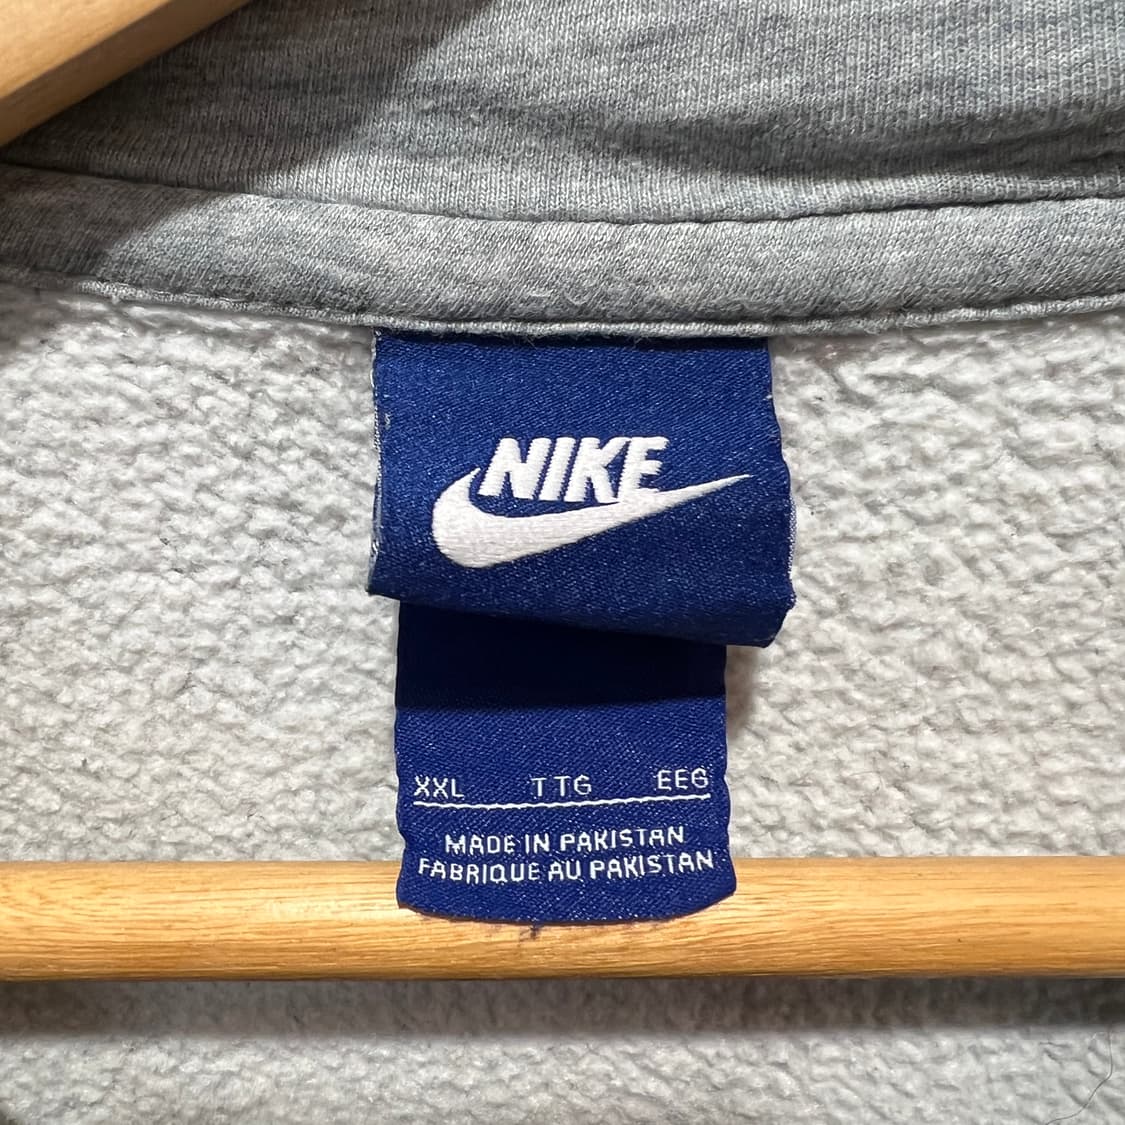 NIKE
XXL TTG EEG
MADE IN PAKISTAN
FABRIQUE AU PAKISTAN